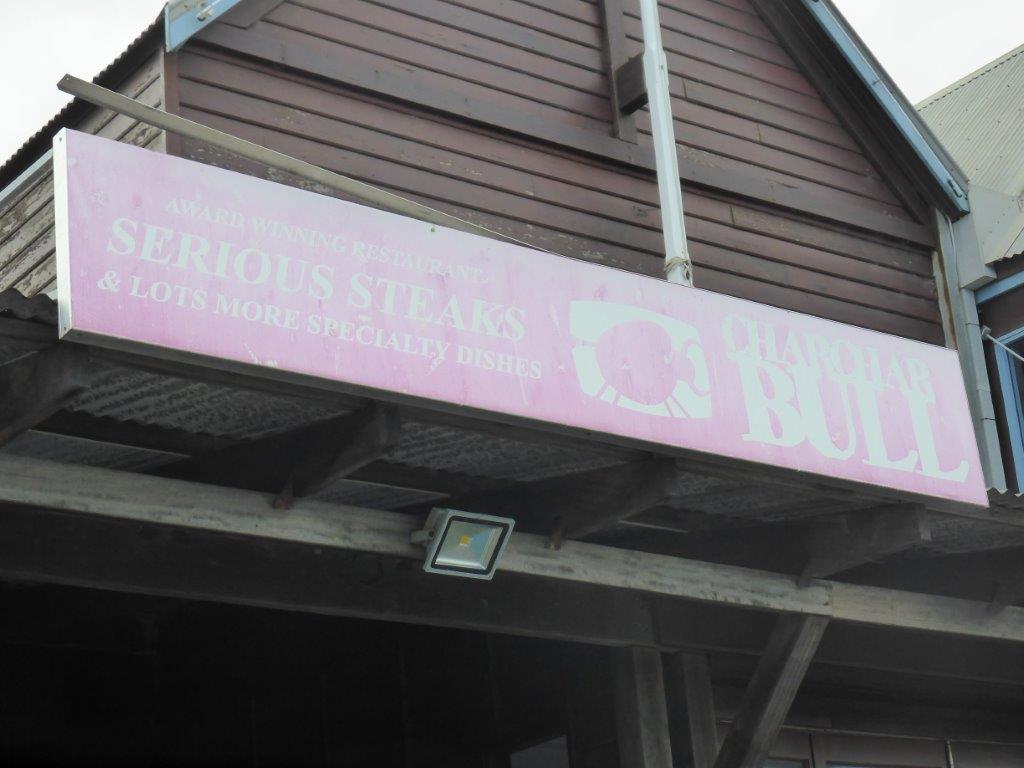 AWARD WINNING RESTAURANT
SERIOUS STEAKS
& LOTS MORE SPECIALTY DISHES
CHARCHAR
BULL